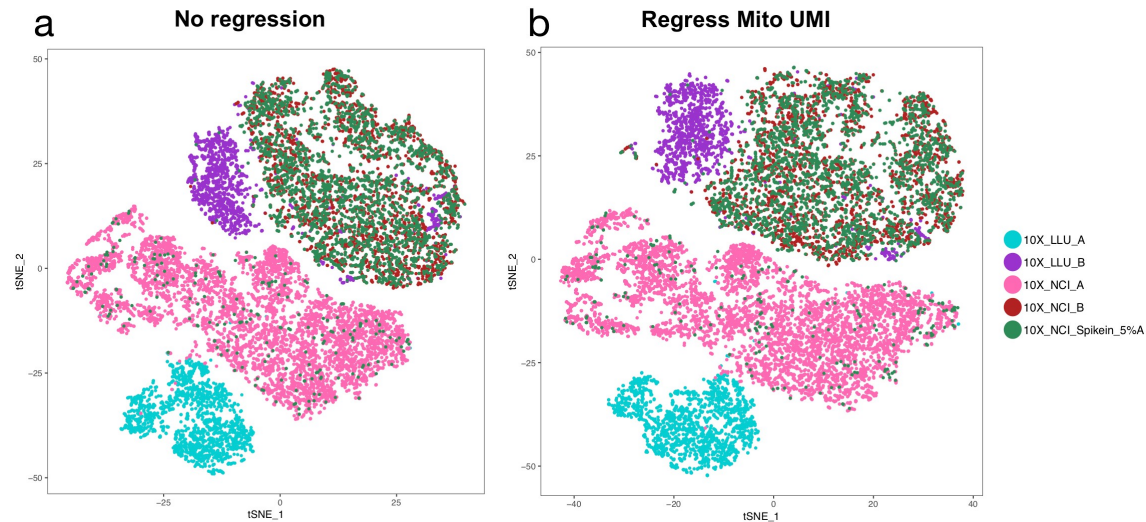 a
No regression
50
25
0
−25
−50
tSNE_2
−25
0
25
tSNE_1
b
Regress Mito UMI
50
25
0
−25
−50
tSNE_2
−40
−20
0
20
40
tSNE_1
10X_LLU_A
10X_LLU_B
10X_NCI_A
10X_NCI_B
10X_NCI_Spikein_5%A